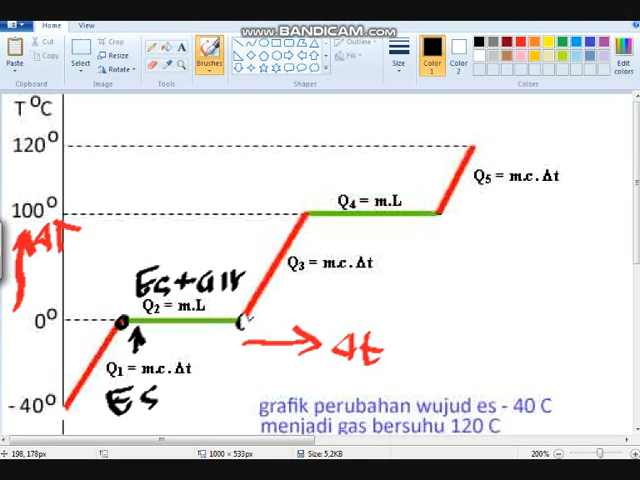 www.BANDICAM.com
Home
View
Paste
Cut
Copy
Clipboard
Select
Crop
Resize
Rotate
Image
Tools
Brushes
Shapes
Outline
Fill
Size
Color 1
Color 2
Edit colors
Colors
T °C
120°
Q5 = m.c.Δt
100°
Q4 = m.L
ΔT
Q3 = m.c.Δt
Es+air
Q2 = m.L
0°
Δt
Q1 = m.c.Δt
Es
-40°
grafik perubahan wujud es - 40 C
menjadi gas bersuhu 120 C
198, 178px
1000 × 533px
Size: 5,2KB
200%